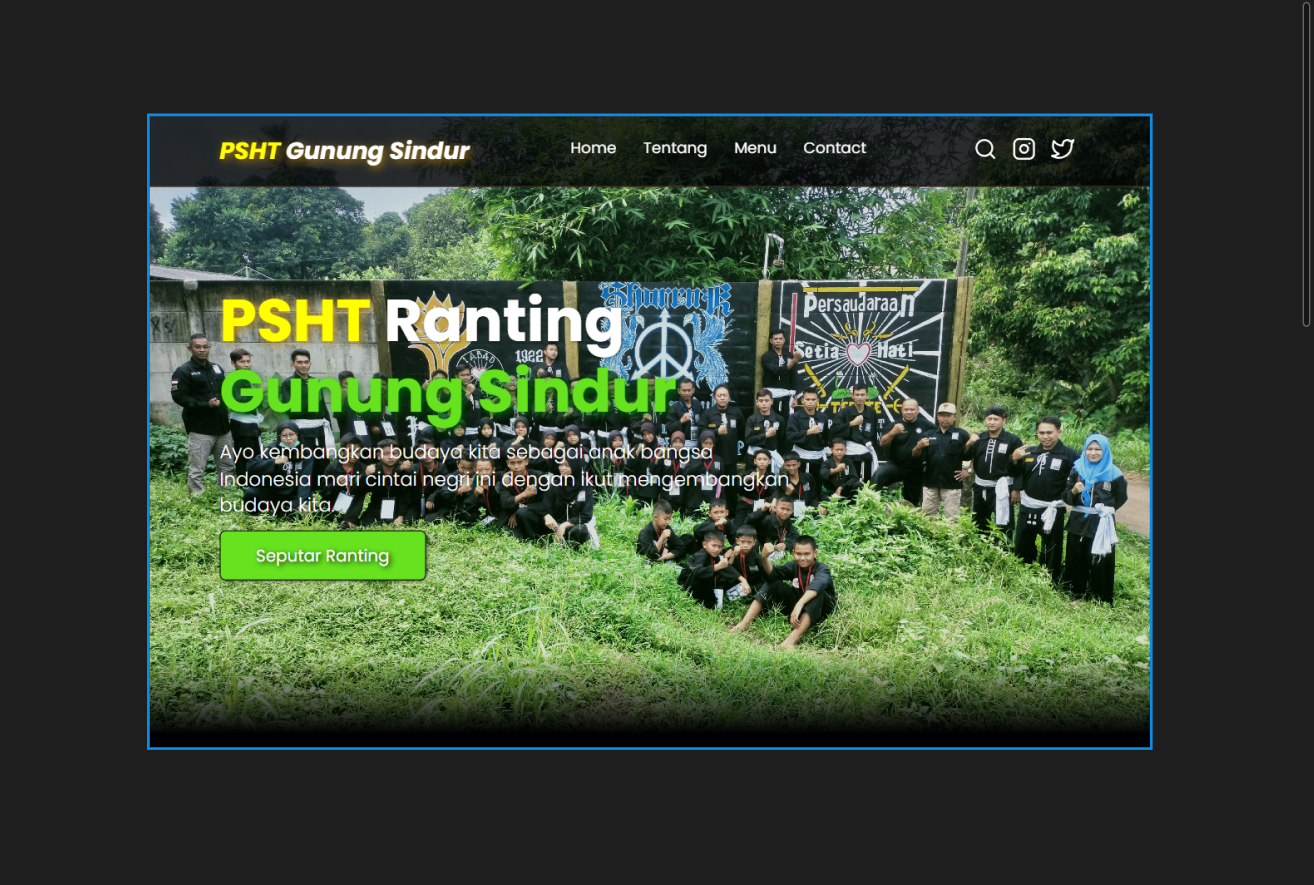 PSHT Gunung Sindur
Home Tentang Menu Contact
PSHT Ranting
Gunung Sindur
Ayo kembangkan budaya kita sebagai anak bangsa
Indonesia mari cintai negri ini dengan ikut mengembangkan
budaya kita.
Seputar Ranting
1922
Persaudaraan
Setia Hati